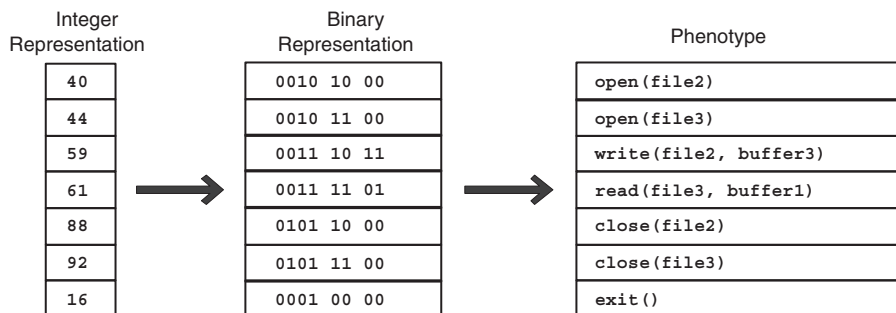 Integer
Representation
Binary
Representation
Phenotype
40
0010 10 00
open(file2)
44
0010 11 00
open(file3)
59
0011 10 11
write(file2, buffer3)
61
0011 11 01
read(file3, buffer1)
88
0101 10 00
close(file2)
92
0101 11 00
close(file3)
16
0001 00 00
exit()